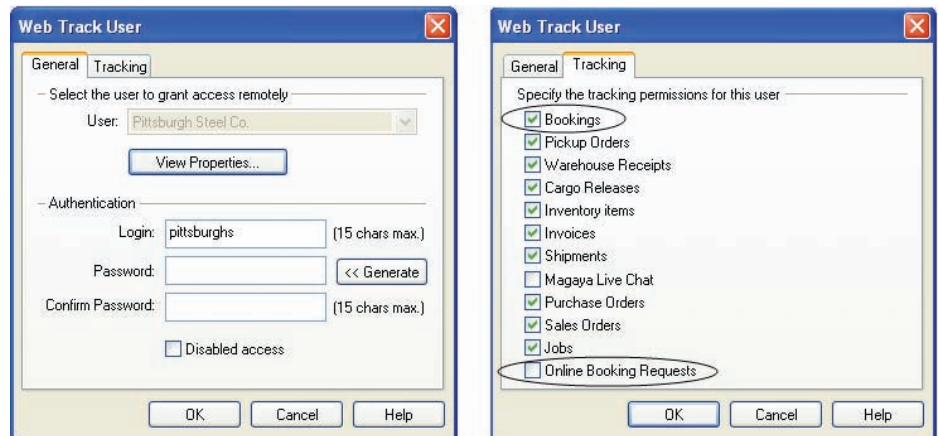 Web Track User
General Tracking
Select the user to grant access remotely
User: Pittsburgh Steel Co.
View Properties...
Authentication
Login: pittsburghs (15 chars max.)
Password: << Generate
Confirm Password: (15 chars max.)
Disabled access
OK Cancel Help
Web Track User
General Tracking
Specify the tracking permissions for this user
Bookings
Pickup Orders
Warehouse Receipts
Cargo Releases
Inventory items
Invoices
Shipments
Magaya Live Chat
Purchase Orders
Sales Orders
Jobs
Online Booking Requests
OK Cancel Help